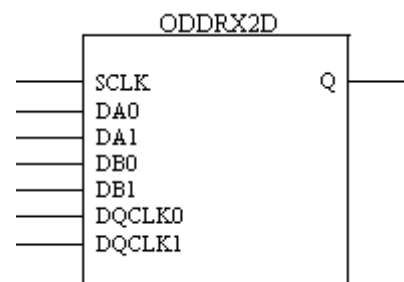 ODDRX2D
SCLK Q
DA0
DA1
DB0
DB1
DQCLK0
DQCLK1